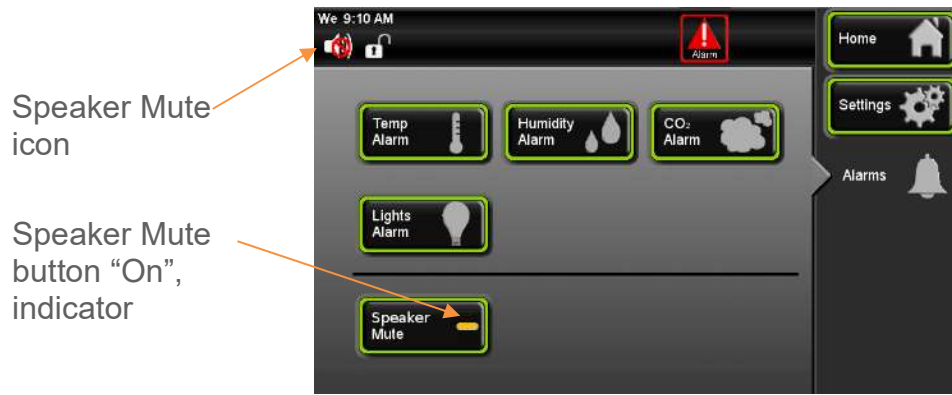 We 9:10 AM
Alarm
Home
Settings
Alarms
Speaker Mute
icon
Temp
Alarm
Humidity
Alarm
CO₂
Alarm
Lights
Alarm
Speaker Mute
button “On”,
indicator
Speaker
Mute